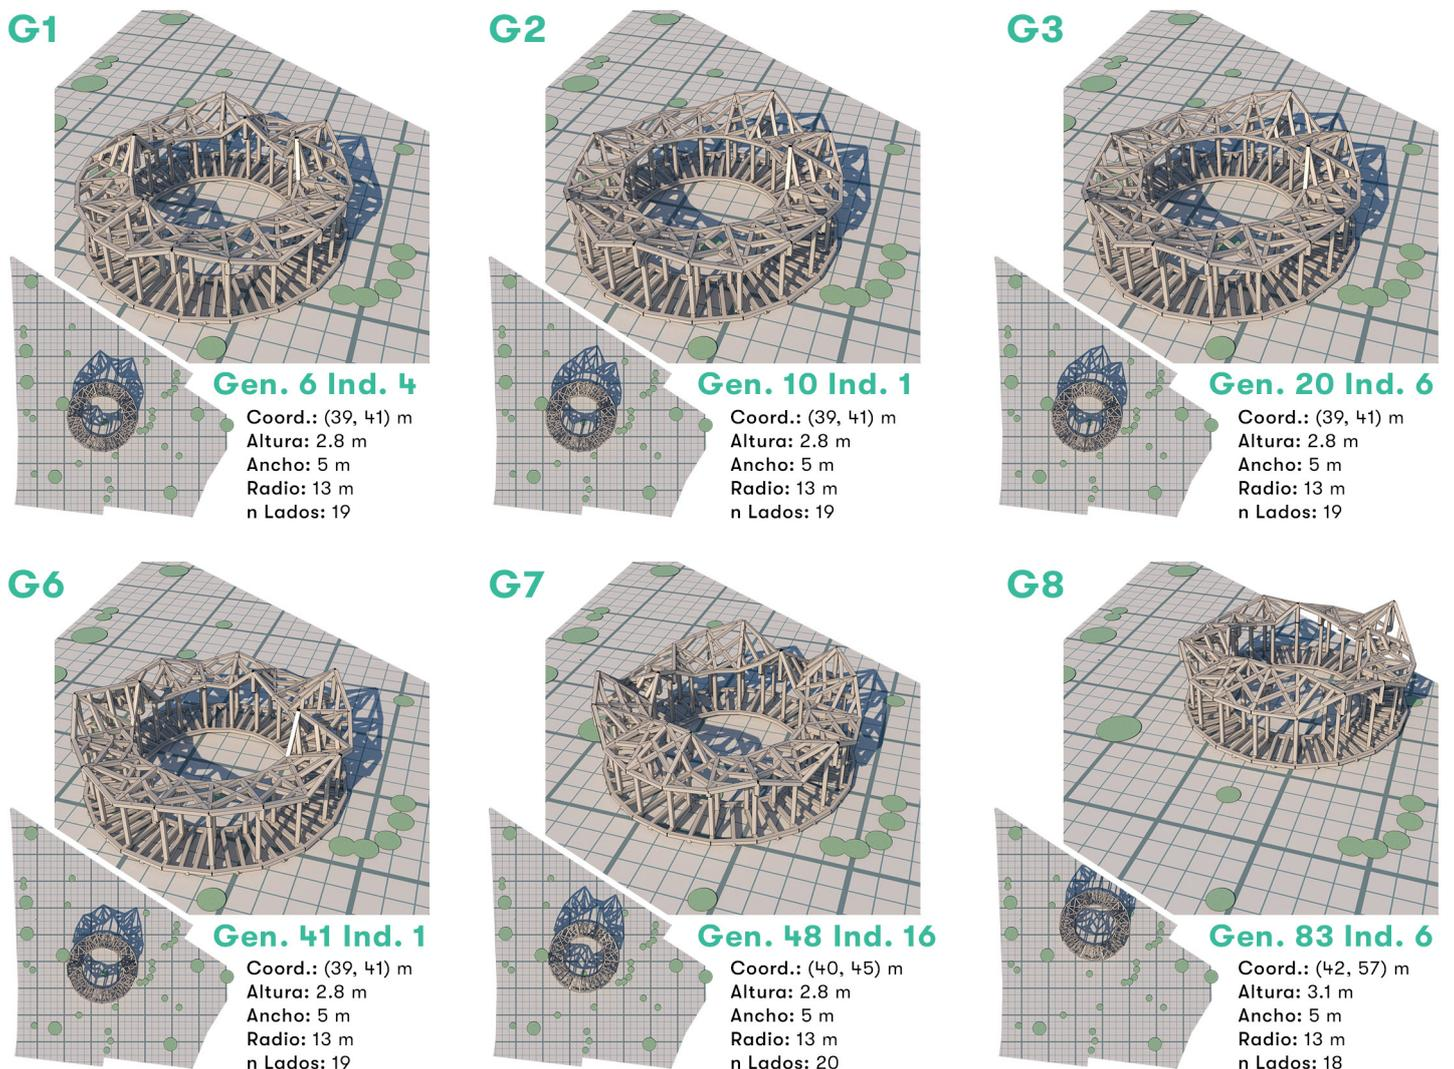 G1
Gen. 6 Ind. 4
Coord.: (39, 41) m
Altura: 2.8 m
Ancho: 5 m
Radio: 13 m
n Lados: 19
G2
Gen. 10 Ind. 1
Coord.: (39, 41) m
Altura: 2.8 m
Ancho: 5 m
Radio: 13 m
n Lados: 19
G3
Gen. 20 Ind. 6
Coord.: (39, 41) m
Altura: 2.8 m
Ancho: 5 m
Radio: 13 m
n Lados: 19
G6
Gen. 41 Ind. 1
Coord.: (39, 41) m
Altura: 2.8 m
Ancho: 5 m
Radio: 13 m
n Lados: 19
G7
Gen. 48 Ind. 16
Coord.: (40, 45) m
Altura: 2.8 m
Ancho: 5 m
Radio: 13 m
n Lados: 20
G8
Gen. 83 Ind. 6
Coord.: (42, 57) m
Altura: 3.1 m
Ancho: 5 m
Radio: 13 m
n Lados: 18